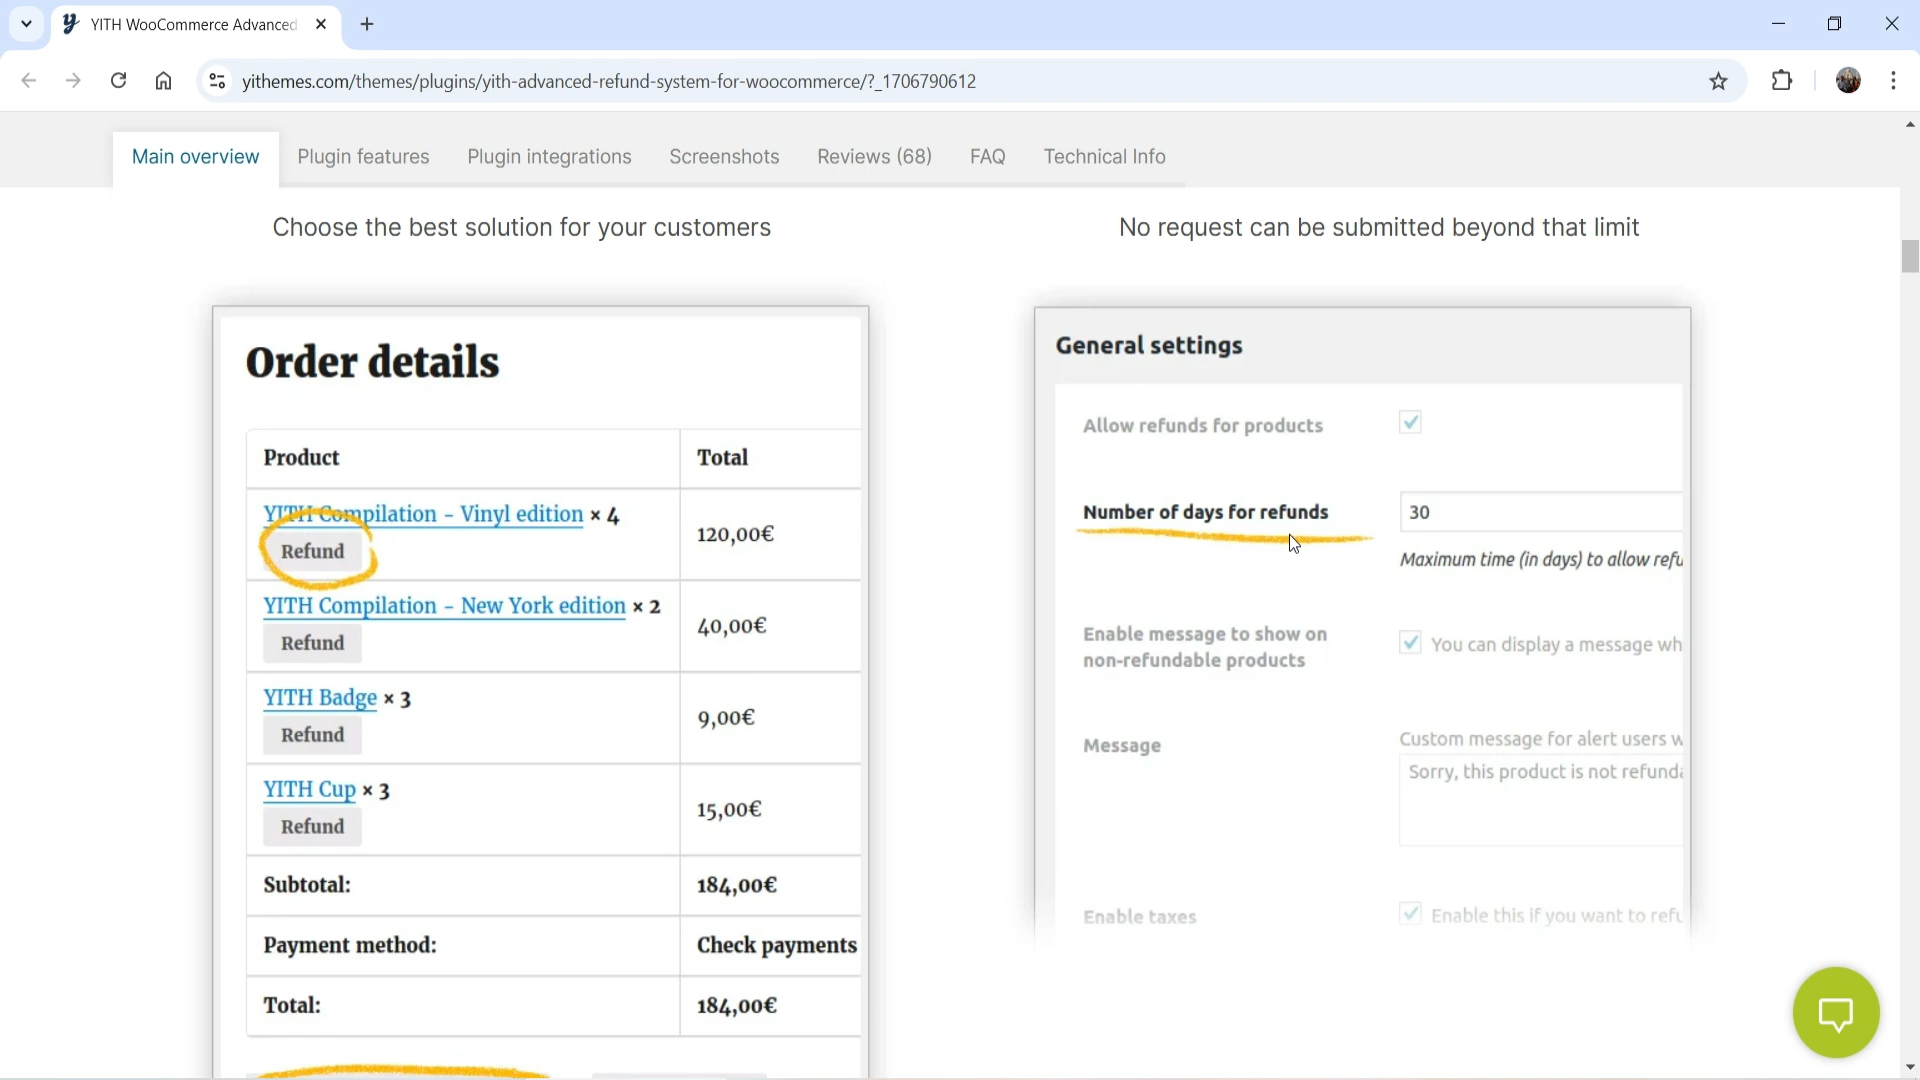 YITH WooCommerce Advanced
yithemes.com/themes/plugins/yith-advanced-refund-system-for-woocommerce/?_1706790612
Main overview Plugin features Plugin integrations Screenshots Reviews (68) FAQ Technical Info
Choose the best solution for your customers
Order details
Product Total
YITH Compilation – Vinyl edition × 4 120,00€
Refund
YITH Compilation – New York edition × 2 40,00€
Refund
YITH Badge × 3 9,00€
Refund
YITH Cup × 3 15,00€
Refund
Subtotal: 184,00€
Payment method: Check payments
Total: 184,00€
No request can be submitted beyond that limit
General settings
Allow refunds for products
Number of days for refunds 30
Maximum time (in days) to allow
Enable message to show on
non-refundable products
You can display a message
Message
Custom message for alert users
Sorry, this product is not
Enable taxes
Enable this if you want to